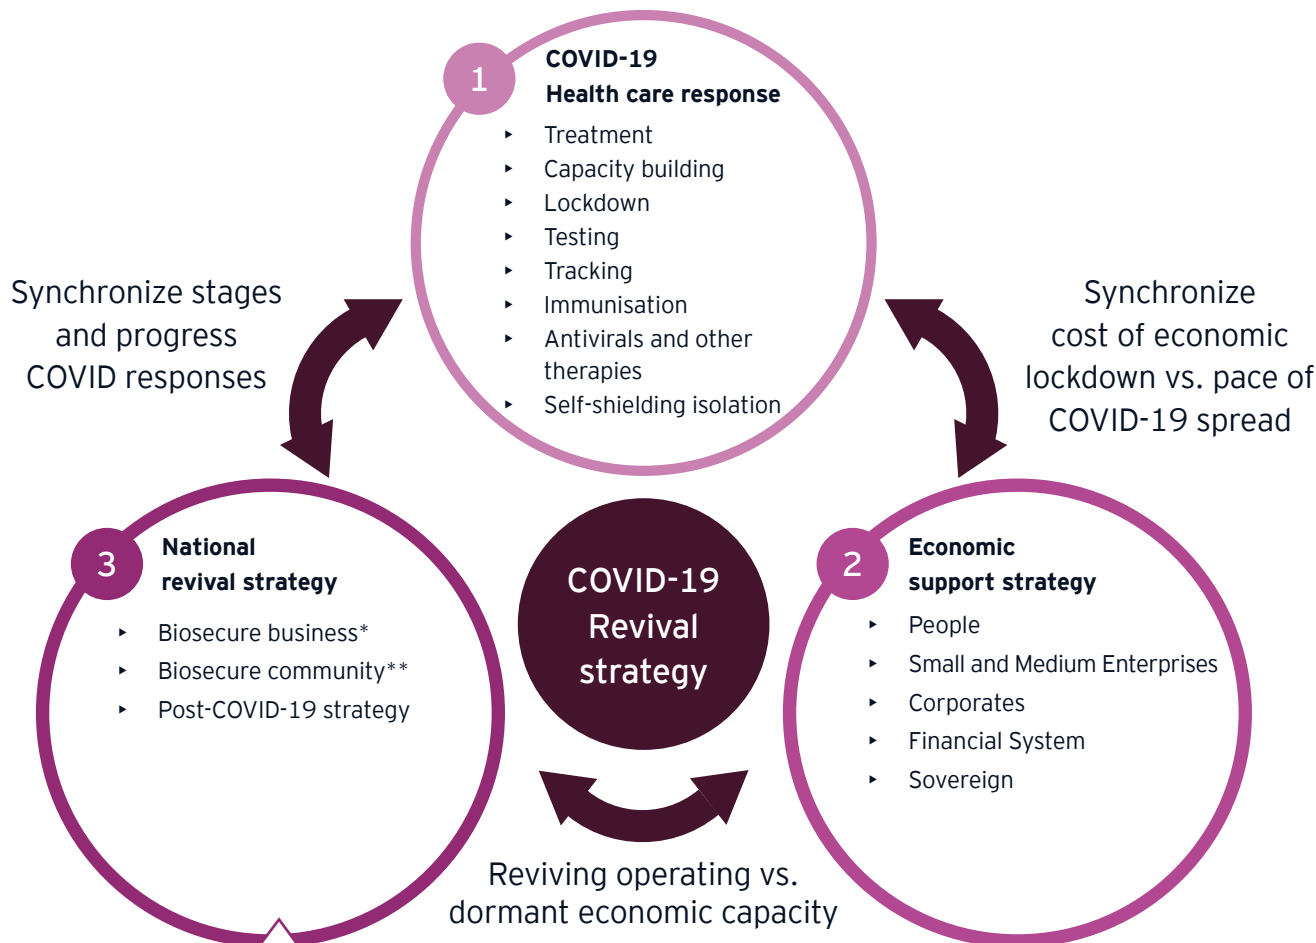 1
COVID-19
Health care response
‣ Treatment
‣ Capacity building
‣ Lockdown
‣ Testing
‣ Tracking
‣ Immunisation
‣ Antivirals and other
therapies
‣ Self-shielding isolation
Synchronize stages
and progress
COVID responses
Synchronize
cost of economic
lockdown vs. pace of
COVID-19 spread
3
National
revival strategy
‣ Biosecure business*
‣ Biosecure community**
‣ Post-COVID-19 strategy
COVID-19
Revival
strategy
2
Economic
support strategy
‣ People
‣ Small and Medium Enterprises
‣ Corporates
‣ Financial System
‣ Sovereign
Reviving operating vs.
dormant economic capacity